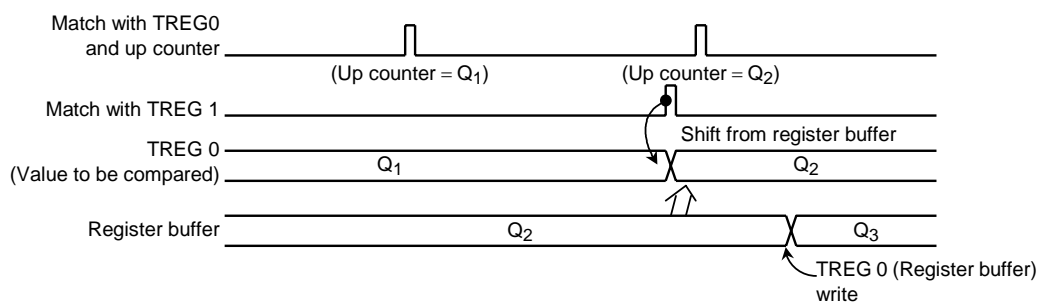 Match with TREG0
and up counter
(Up counter = Q1)
(Up counter = Q2)
Match with TREG 1
Shift from register buffer
TREG 0
(Value to be compared)
Q1
Q2
Register buffer
Q2
Q3
TREG 0 (Register buffer)
write